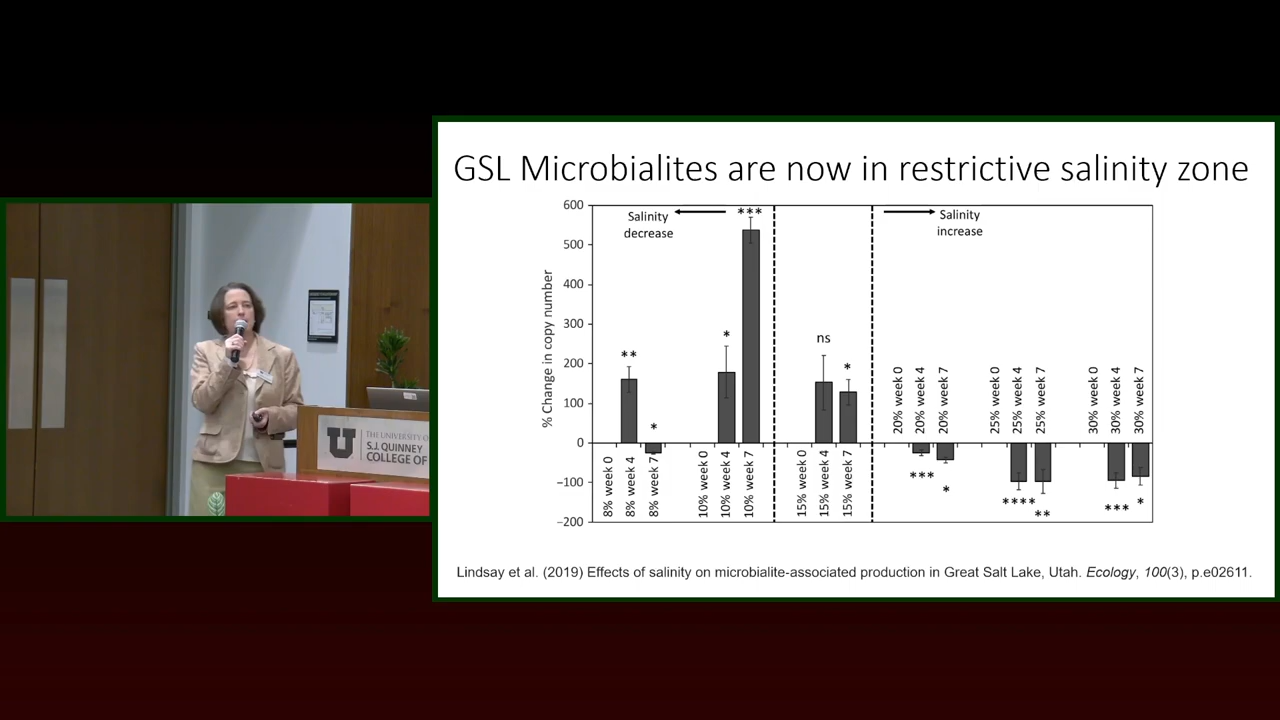 GSL Microbialites are now in restrictive salinity zone
% Change in copy number
600
500
400
300
200
100
0
−100
−200
Salinity
decrease
Salinity
increase
**
*
*
***
ns
*
***
*
****
**
***
*
8% week 0
8% week 4
8% week 7
10% week 0
10% week 4
10% week 7
15% week 0
15% week 4
15% week 7
20% week 0
20% week 4
20% week 7
25% week 0
25% week 4
25% week 7
30% week 0
30% week 4
30% week 7
Lindsay et al. (2019) Effects of salinity on microbialite-associated production in Great Salt Lake, Utah. Ecology, 100(3), p.e02611.
U
THE UNIVERSITY OF
S.J. QUINNEY
COLLEGE OF